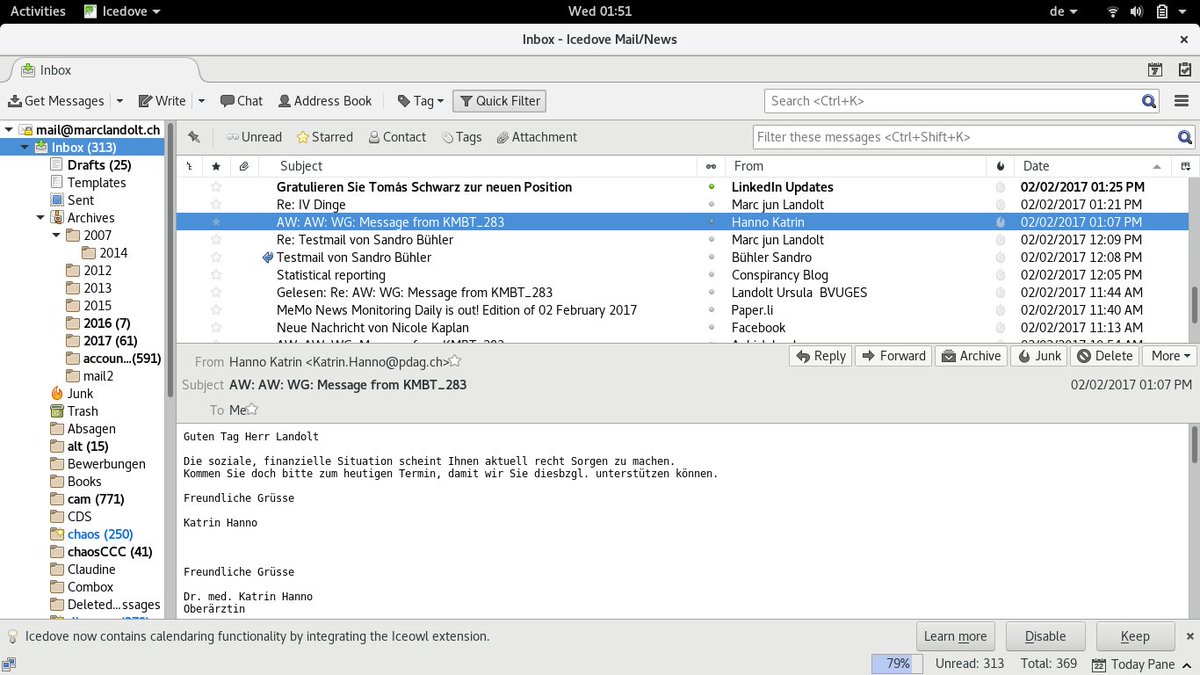 Activities Icedove Wed 01:51 de
Inbox - Icedove Mail/News
Inbox
Get Messages Write Chat Address Book Tag Quick Filter Search <Ctrl+K>
Unread Starred Contact Tags Attachment Filter these messages <Ctrl+Shift+K>
Subject From Date
Gratulieren Sie Tomás Schwarz zur neuen Position LinkedIn Updates 02/02/2017 01:25 PM
Re: IV Dinge Marc jun Landolt 02/02/2017 01:21 PM
AW: AW: WG: Message from KMBT_283 Hanno Katrin 02/02/2017 01:07 PM
Re: Testmail von Sandro Bühler Marc jun Landolt 02/02/2017 12:09 PM
Testmail von Sandro Bühler Bühler Sandro 02/02/2017 12:08 PM
Statistical reporting Conspirancy Blog 02/02/2017 12:05 PM
Gelesen: Re: AW: WG: Message from KMBT_283 Landolt Ursula BVUGES 02/02/2017 11:44 AM
MeMo News Monitoring Daily is out! Edition of 02 February 2017 Paper.li 02/02/2017 11:40 AM
Neue Nachricht von Nicole Kaplan Facebook 02/02/2017 11:13 AM
mail@marclandolt.ch
Inbox (313)
Drafts (25)
Templates
Sent
Archives
2007
2014
2012
2013
2015
2016 (7)
2017 (61)
accoun...(591)
mail2
Junk
Trash
Absagen
alt (15)
Bewerbungen
Books
cam (771)
CDS
chaos (250)
chaosCCC (41)
Claudine
Combox
Deleted...ssages
From Hanno Katrin <Katrin.Hanno@pdag.ch> Reply Forward Archive Junk Delete More
Subject AW: AW: WG: Message from KMBT_283 02/02/2017 01:07 PM
To Me
Guten Tag Herr Landolt
Die soziale, finanzielle Situation scheint Ihnen aktuell recht Sorgen zu machen.
Kommen Sie doch bitte zum heutigen Termin, damit wir Sie diesbzgl. unterstützen können.
Freundliche Grüsse
Katrin Hanno
Freundliche Grüsse
Dr. med. Katrin Hanno
Oberärztin
Icedove now contains calendaring functionality by integrating the Iceowl extension. Learn more Disable Keep
79% Unread: 313 Total: 369 22 Today Pane